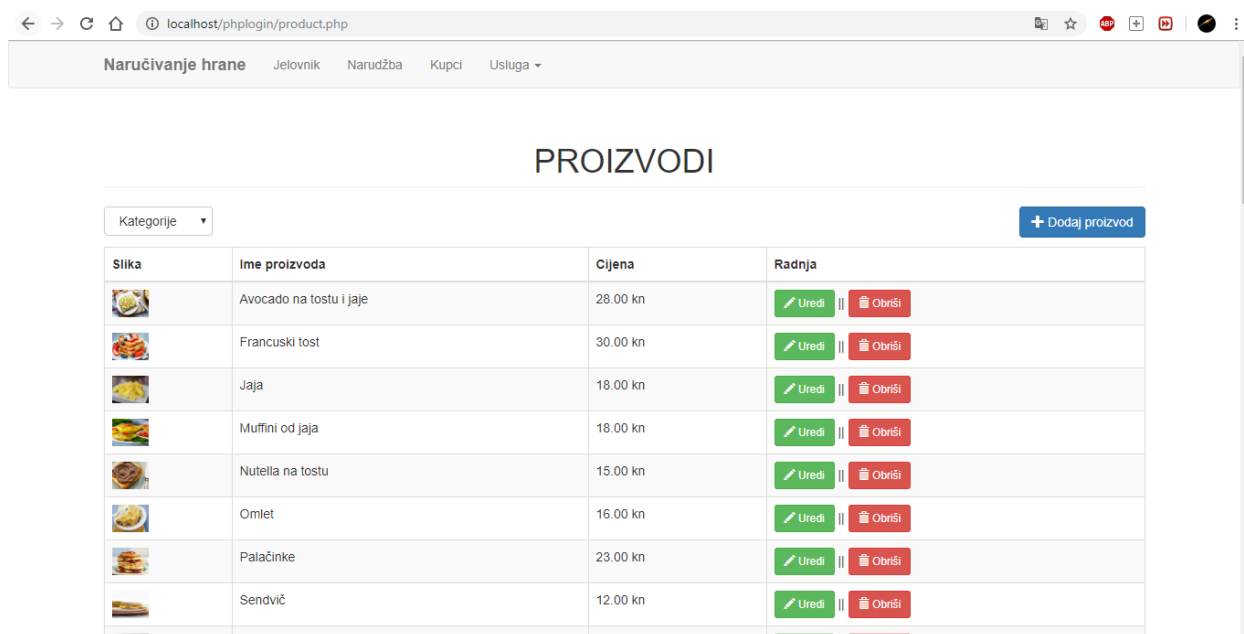 localhost/phplogin/product.php
ABP
Naručivanje hrane Jelovnik Narudžba Kupci Usluga
PROIZVODI
Kategorije
+ Dodaj proizvod
Slika Ime proizvoda Cijena Radnja
Avocado na tostu i jaje 28.00 kn Uredi || Obriši
Francuski tost 30.00 kn Uredi || Obriši
Jaja 18.00 kn Uredi || Obriši
Muffini od jaja 18.00 kn Uredi || Obriši
Nutella na tostu 15.00 kn Uredi || Obriši
Omlet 16.00 kn Uredi || Obriši
Palačinke 23.00 kn Uredi || Obriši
Sendvič 12.00 kn Uredi || Obriši